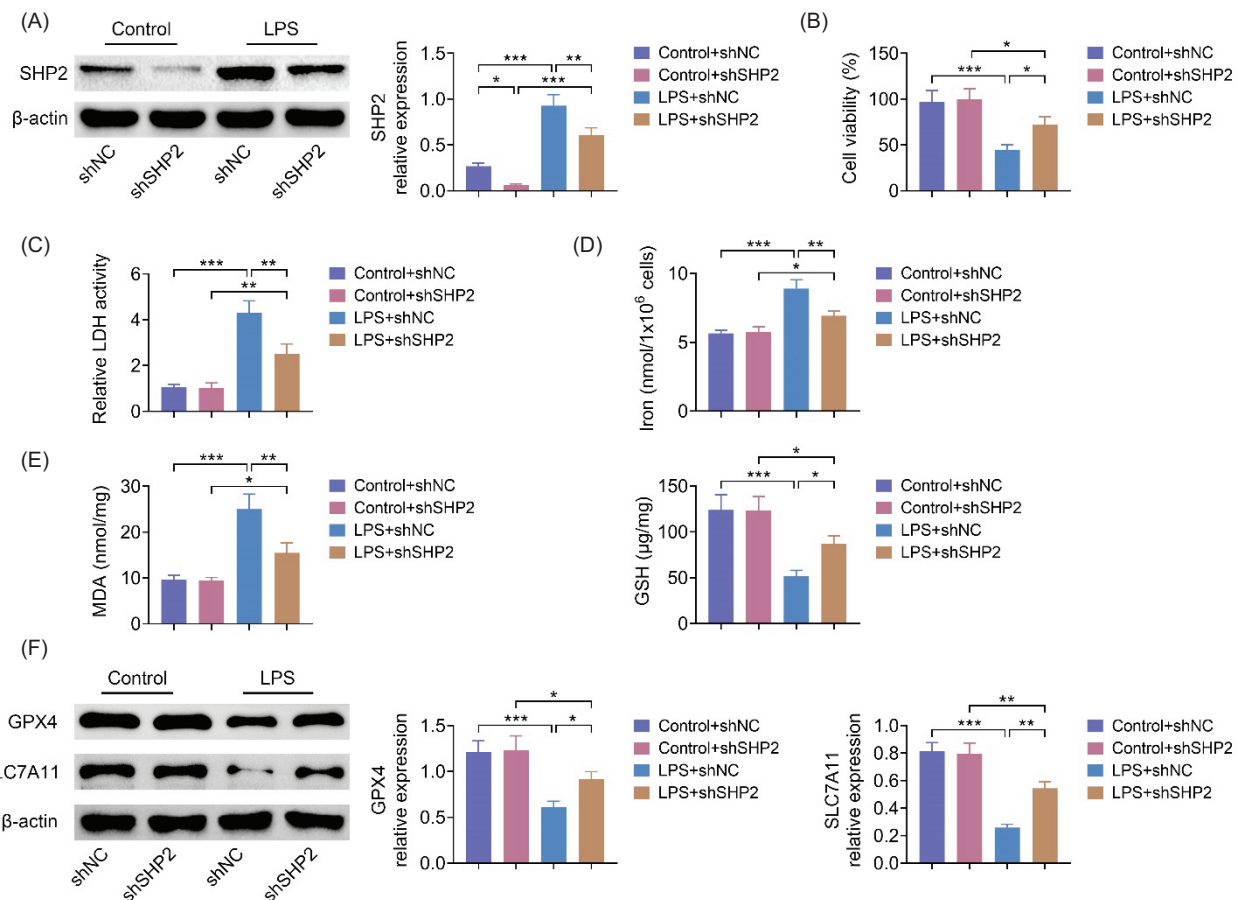 (A)
Control
LPS
SHP2
β-actin
shNC
shSHP2
shNC
shSHP2
SHP2
relative expression
1.5
1.0
0.5
0.0
***
**
*
***
Control+shNC
Control+shSHP2
LPS+shNC
LPS+shSHP2
(B)
Cell viability (%)
150
100
50
0
*
***
*
Control+shNC
Control+shSHP2
LPS+shNC
LPS+shSHP2
(C)
Relative LDH activity
6
4
2
0
***
**
**
Control+shNC
Control+shSHP2
LPS+shNC
LPS+shSHP2
(D)
Iron (nmol/1x10⁶ cells)
10
5
0
***
**
*
Control+shNC
Control+shSHP2
LPS+shNC
LPS+shSHP2
(E)
MDA (nmol/mg)
30
20
10
0
***
**
*
Control+shNC
Control+shSHP2
LPS+shNC
LPS+shSHP2
GSH (µg/mg)
150
100
50
0
*
***
*
Control+shNC
Control+shSHP2
LPS+shNC
LPS+shSHP2
(F)
Control
LPS
GPX4
LC7A11
β-actin
shNC
shSHP2
shNC
shSHP2
GPX4
relative expression
1.5
1.0
0.5
0.0
*
***
*
Control+shNC
Control+shSHP2
LPS+shNC
LPS+shSHP2
SLC7A11
relative expression
1.0
0.8
0.6
0.4
0.2
0.0
**
***
**
Control+shNC
Control+shSHP2
LPS+shNC
LPS+shSHP2